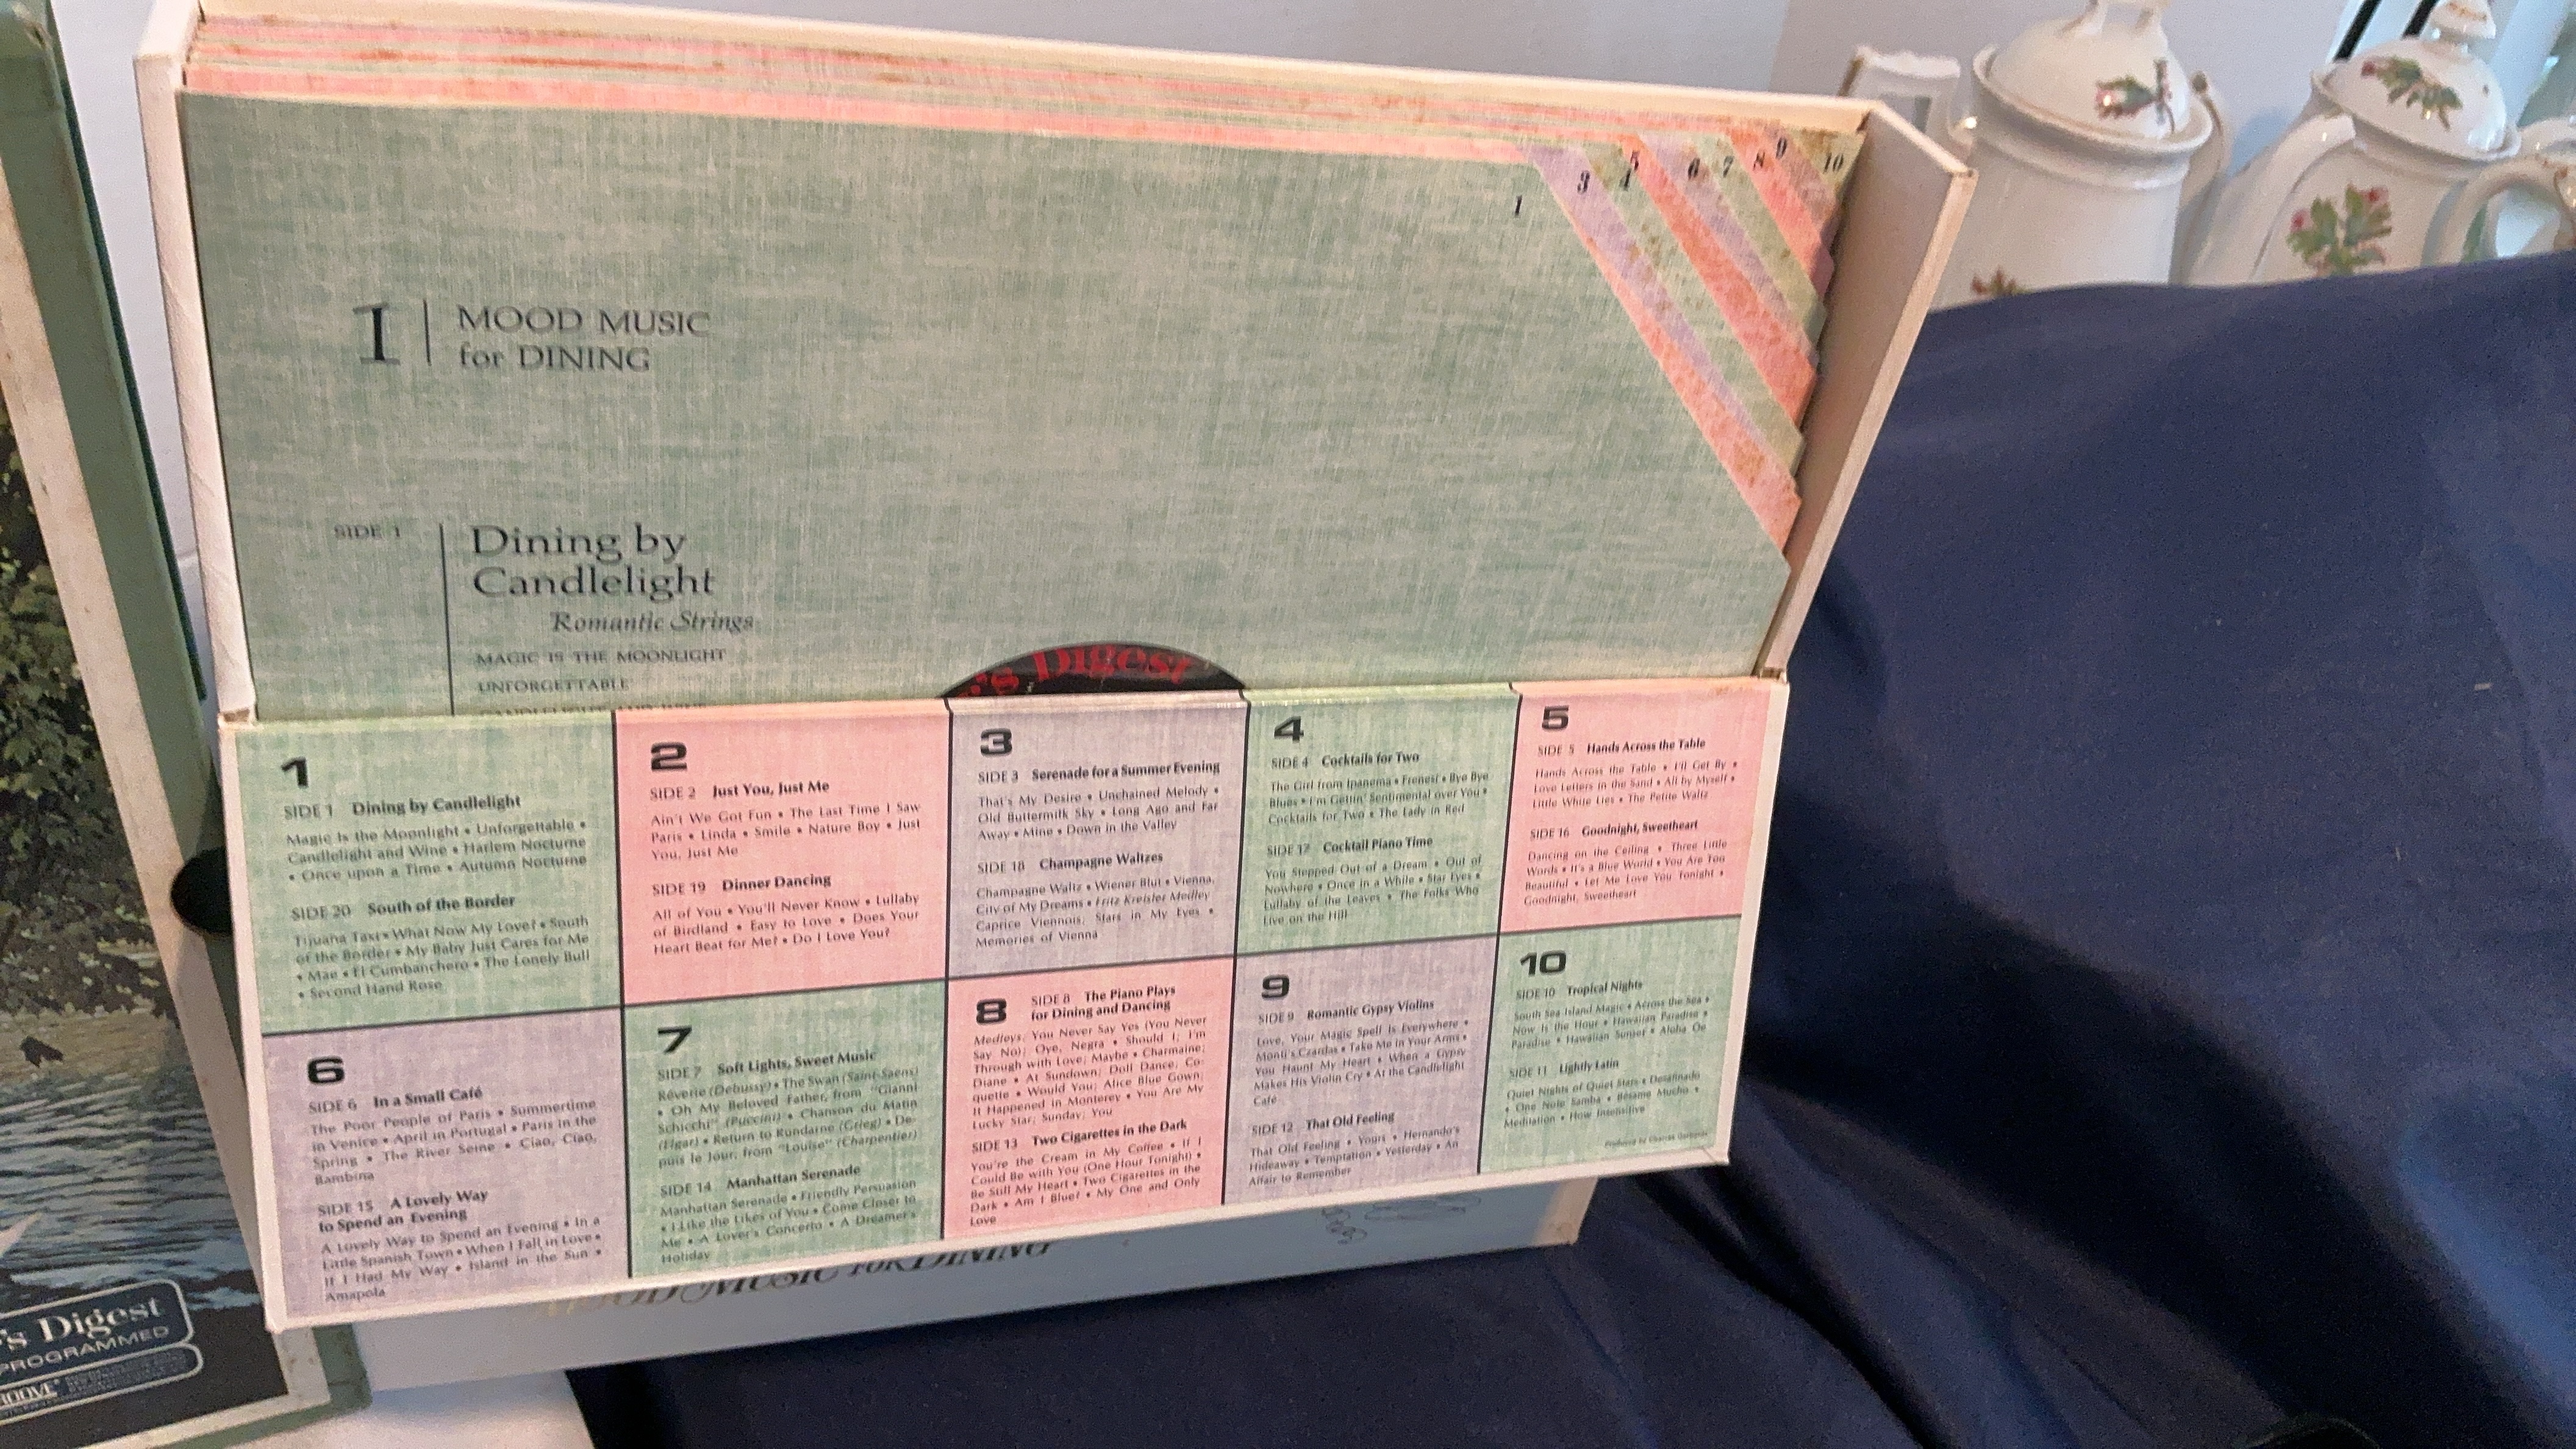 1
3
4
5
6
7
8
9
10
1
MOOD MUSIC
for DINING
SIDE 1
Dining by
Candlelight
Romantic Strings
MAGIC IS THE MOONLIGHT
UNFORGETTABLE
's Digest
1
SIDE 1 Dining by Candlelight
Magic Is the Moonlight • Unforgettable •
Candlelight and Wine • Harlem Nocturne
• Once upon a Time • Autumn Nocturne
SIDE 20 South of the Border
Tijuana Taxi • What Now My Love? • South
of the Border • My Baby Just Cares for Me
• Mae • El Cumbanchero • The Lonely Bull
• Second Hand Rose
2
SIDE 2 Just You, Just Me
Ain't We Got Fun • The Last Time I Saw
Paris • Linda • Smile • Nature Boy • Just
You, Just Me
SIDE 19 Dinner Dancing
All of You • You'll Never Know • Lullaby
of Birdland • Easy to Love • Does Your
Heart Beat for Me? • Do I Love You?
3
SIDE 3 Serenade for a Summer Evening
That's My Desire • Unchained Melody •
Old Buttermilk Sky • Long Ago and Far
Away • Mine • Down in the Valley
SIDE 18 Champagne Waltzes
Champagne Waltz • Wiener Blut • Vienna,
City of My Dreams • Fritz Kreisler Medley
Caprice Viennois, Stars in My Eyes •
Memories of Vienna
4
SIDE 4 Cocktails for Two
The Girl from Ipanema • Frenesi • Bye Bye
Blues • I'm Gettin' Sentimental over You •
Cocktails for Two • The Lady in Red
SIDE 17 Cocktail Piano Time
You Stepped Out of a Dream • Out of
Nowhere • Once in a While • Star Eyes •
Lullaby of the Leaves • The Folks Who
Live on the Hill
5
SIDE 5 Hands Across the Table
Hands Across the Table • I'll Get By •
Love Letters in the Sand • All by Myself •
Little White Lies • The Petite Waltz
SIDE 16 Goodnight, Sweetheart
Dancing on the Ceiling • Three Little
Words • It's a Blue World • You Are Too
Beautiful • Let Me Love You Tonight •
Goodnight, Sweetheart
6
SIDE 6 In a Small Café
The Poor People of Paris • Summertime
in Venice • April in Portugal • Paris in the
Spring • The River Seine • Ciao, Ciao,
Bambina
SIDE 15 A Lovely Way
to Spend an Evening
A Lovely Way to Spend an Evening • In a
Little Spanish Town • When I Fall in Love •
If I Had My Way • Island in the Sun •
Amapola
7
SIDE 7 Soft Lights, Sweet Music
Rêverie (Debussy) • The Swan (Saint-Saens)
• Oh My Beloved Father, from "Gianni
Schicchi" (Puccini) • Chanson du Matin
(Elgar) • Return to Rundarne (Grieg) • De-
puis le Jour, from "Louise" (Charpentier)
SIDE 14 Manhattan Serenade
Manhattan Serenade • Friendly Persuasion
• I Like the Likes of You • Come Closer to
Me • A Lover's Concerto • A Dreamer's
Holiday
8
SIDE 8 The Piano Plays
for Dining and Dancing
Medleys: You Never Say Yes (You Never
Say No); Oye, Negra • Should I; I'm
Through with Love; Maybe • Charmaine;
Diane • At Sundown; Doll Dance; Co-
quette • Would You; Alice Blue Gown;
It Happened in Monterey • You Are My
Lucky Star; Sunday; You
SIDE 13 Two Cigarettes in the Dark
You're the Cream in My Coffee • If I
Could Be with You (One Hour Tonight) •
Be Still My Heart • Two Cigarettes in the
Dark • Am I Blue? • My One and Only
Love
9
SIDE 9 Romantic Gypsy Violins
Love, Your Magic Spell Is Everywhere •
Monti's Czardas • Take Me in Your Arms •
You Haunt My Heart • When a Gypsy
Makes His Violin Cry • At the Candlelight
Café
SIDE 12 That Old Feeling
That Old Feeling • Yours • Hernando's
Hideaway • Temptation • Yesterday • An
Affair to Remember
10
SIDE 10 Tropical Nights
South Sea Island Magic • Across the Sea •
Now Is the Hour • Hawaiian Paradise •
Paradise • Hawaiian Sunset • Aloha Oe
SIDE 11 Lightly Latin
Quiet Nights of Quiet Stars • Desafinado
• One Note Samba • Bésame Mucho •
Meditation • How Insensitive
Produced by Charles
MOOD MUSIC for DINING
's Digest
PROGRAMMED